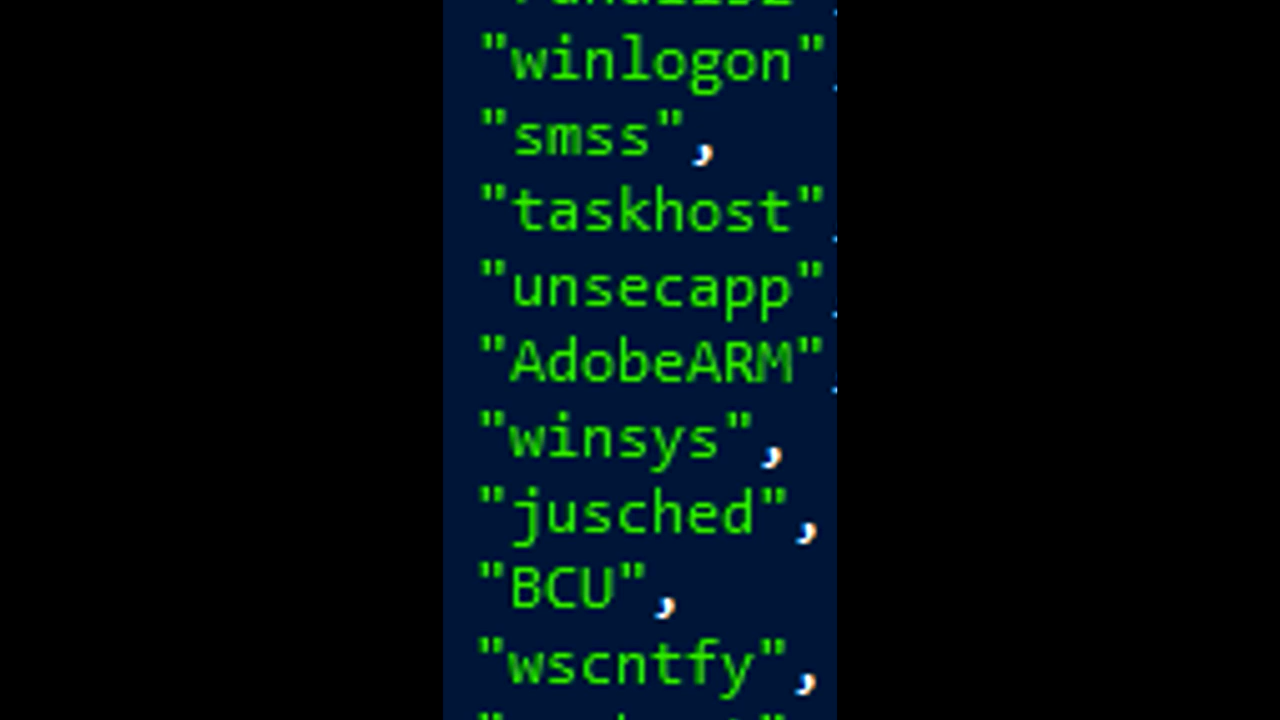 "winlogon"
"smss",
"taskhost"
"unsecapp"
"AdobeARM"
"winsys",
"jusched",
"BCU",
"wscntfy",